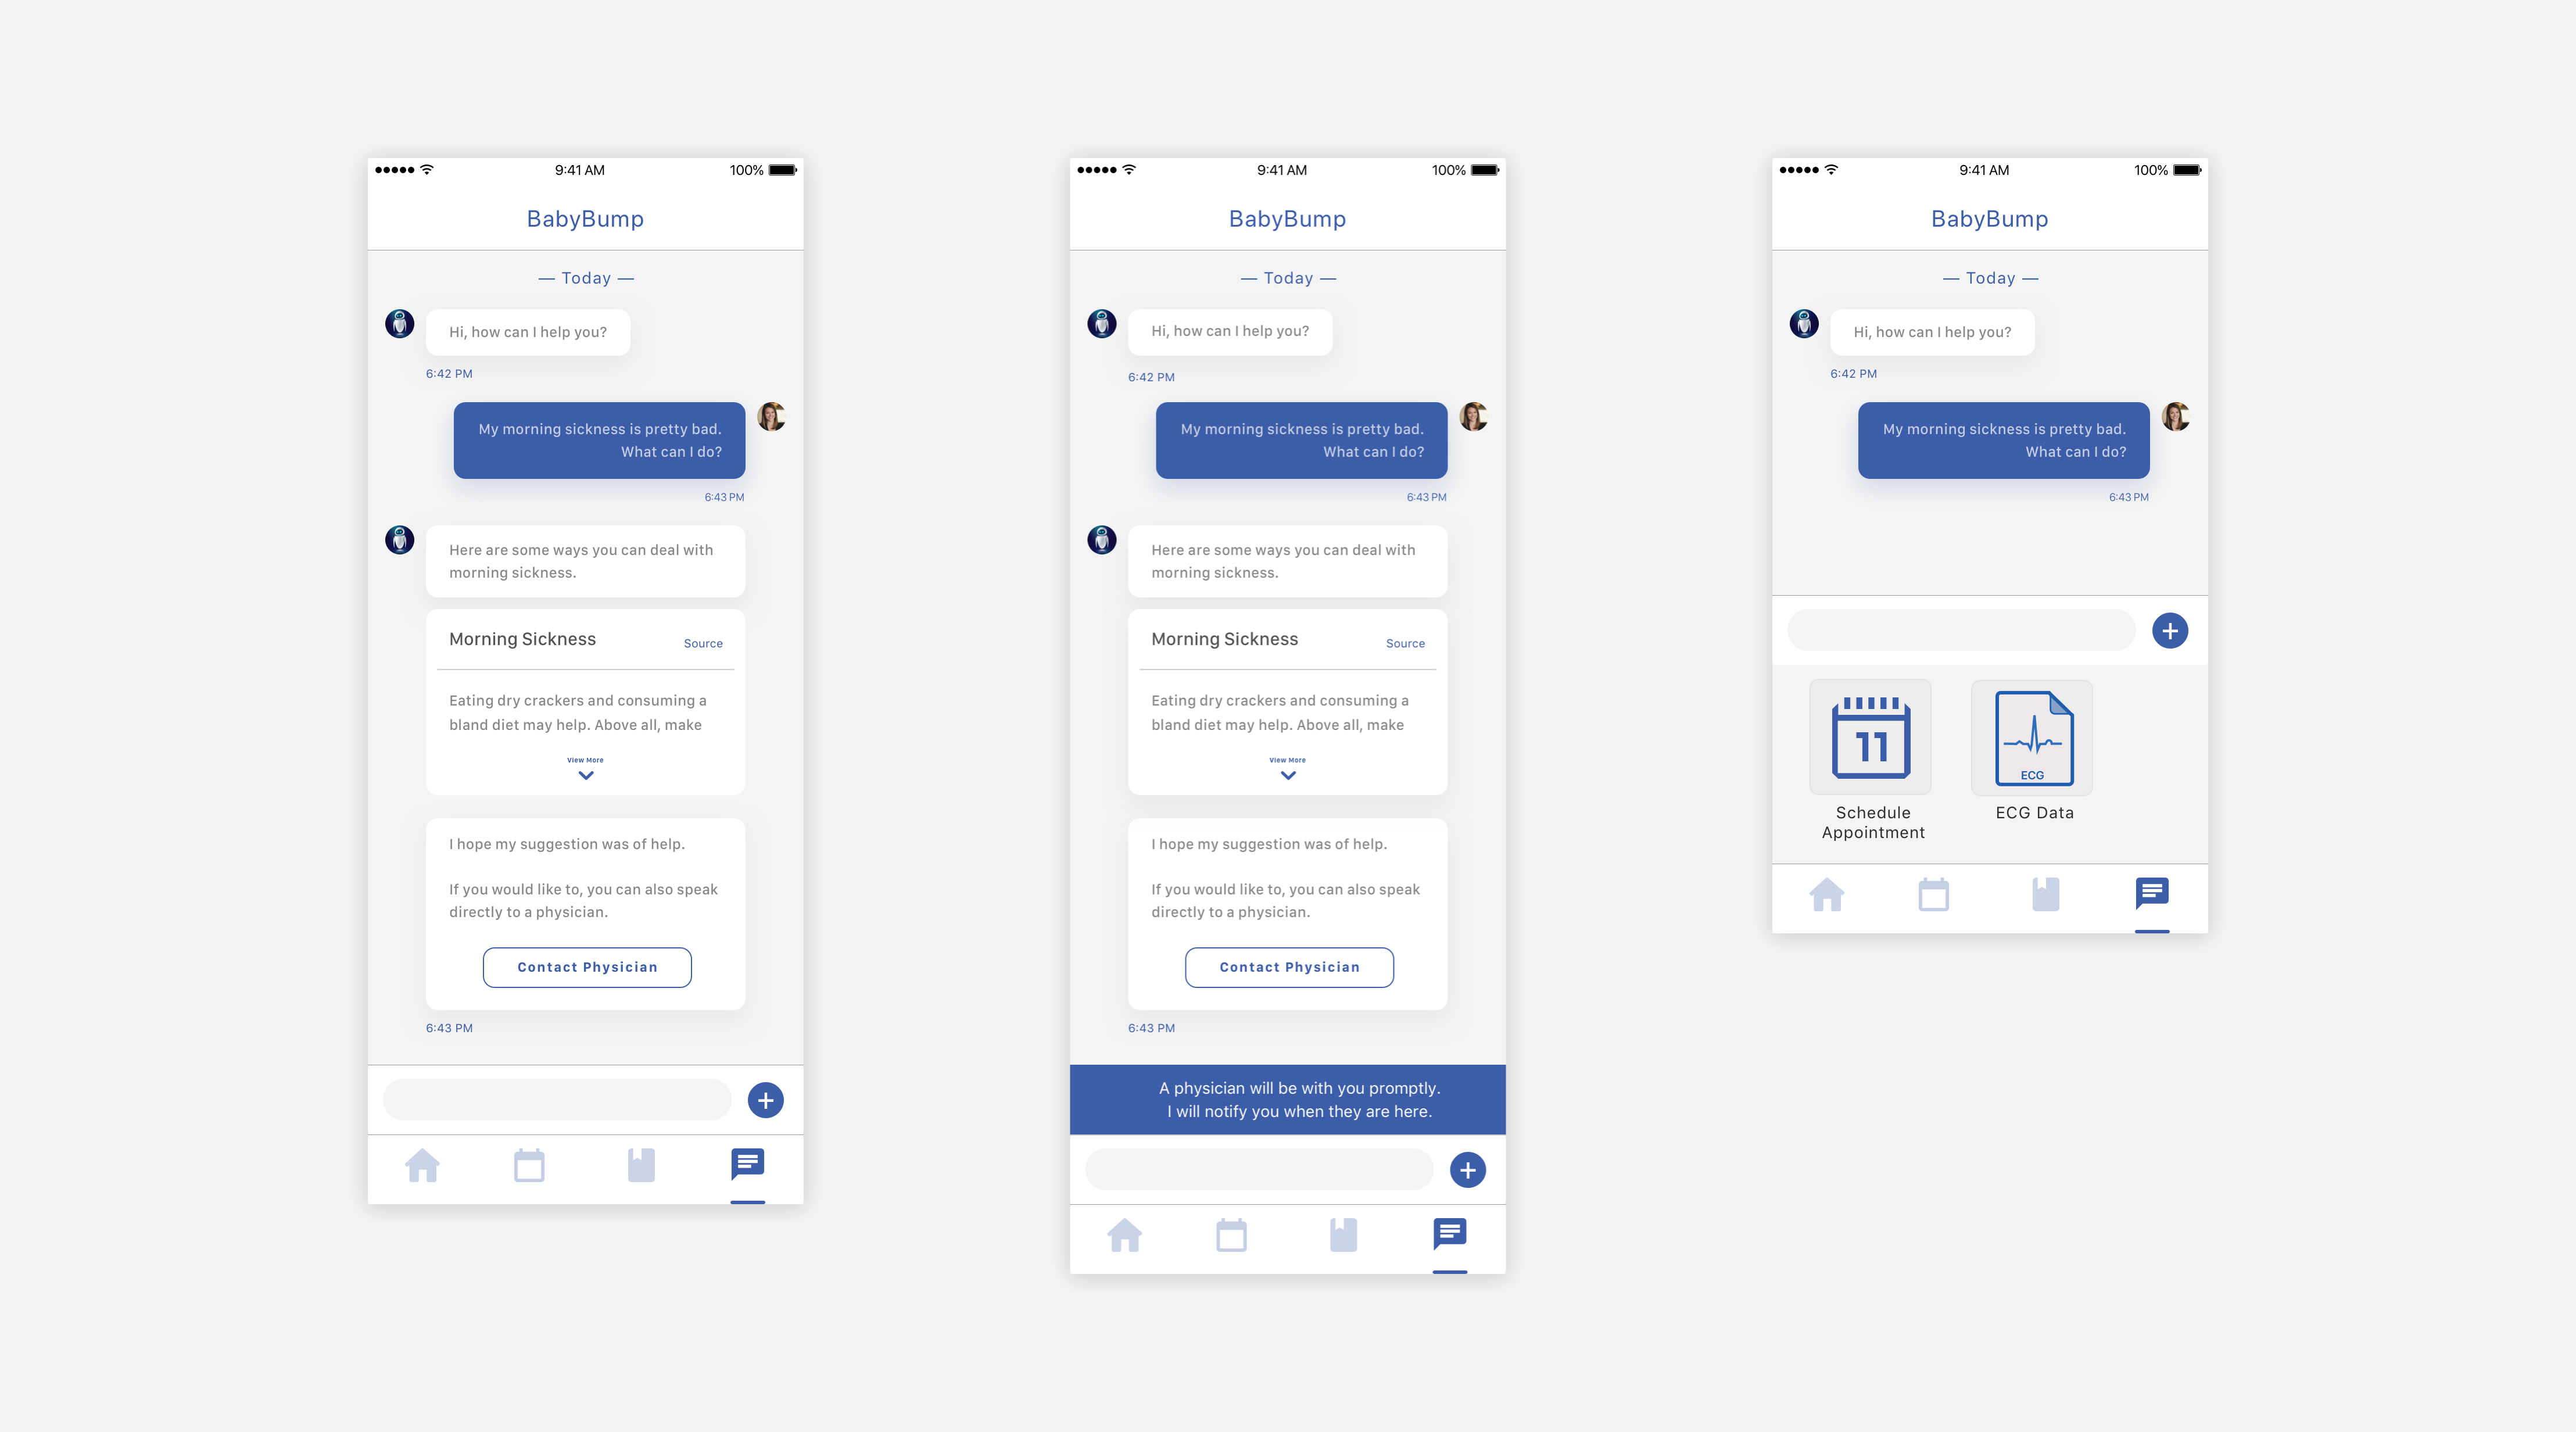 9:41 AM
100%
BabyBump
— Today —
Hi, how can I help you?
6:42 PM
My morning sickness is pretty bad.
What can I do?
6:43 PM
Here are some ways you can deal with
morning sickness.
Morning Sickness
Source
Eating dry crackers and consuming a
bland diet may help. Above all, make
View More
I hope my suggestion was of help.
If you would like to, you can also speak
directly to a physician.
Contact Physician
6:43 PM
9:41 AM
100%
BabyBump
— Today —
Hi, how can I help you?
6:42 PM
My morning sickness is pretty bad.
What can I do?
6:43 PM
Here are some ways you can deal with
morning sickness.
Morning Sickness
Source
Eating dry crackers and consuming a
bland diet may help. Above all, make
View More
I hope my suggestion was of help.
If you would like to, you can also speak
directly to a physician.
Contact Physician
6:43 PM
A physician will be with you promptly.
I will notify you when they are here.
9:41 AM
100%
BabyBump
— Today —
Hi, how can I help you?
6:42 PM
My morning sickness is pretty bad.
What can I do?
6:43 PM
11
Schedule
Appointment
ECG
ECG Data